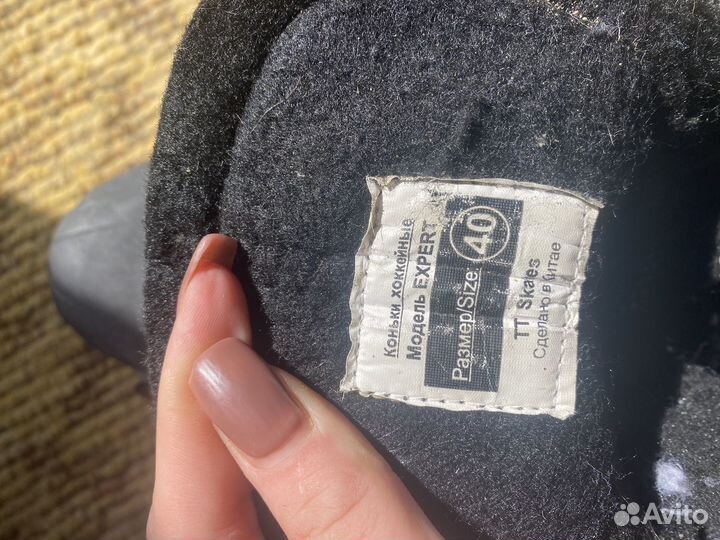 Коньки хоккейные
Модель EXPERT
Размер/Size 40
TT Skates
Сделано в Китае
Avito